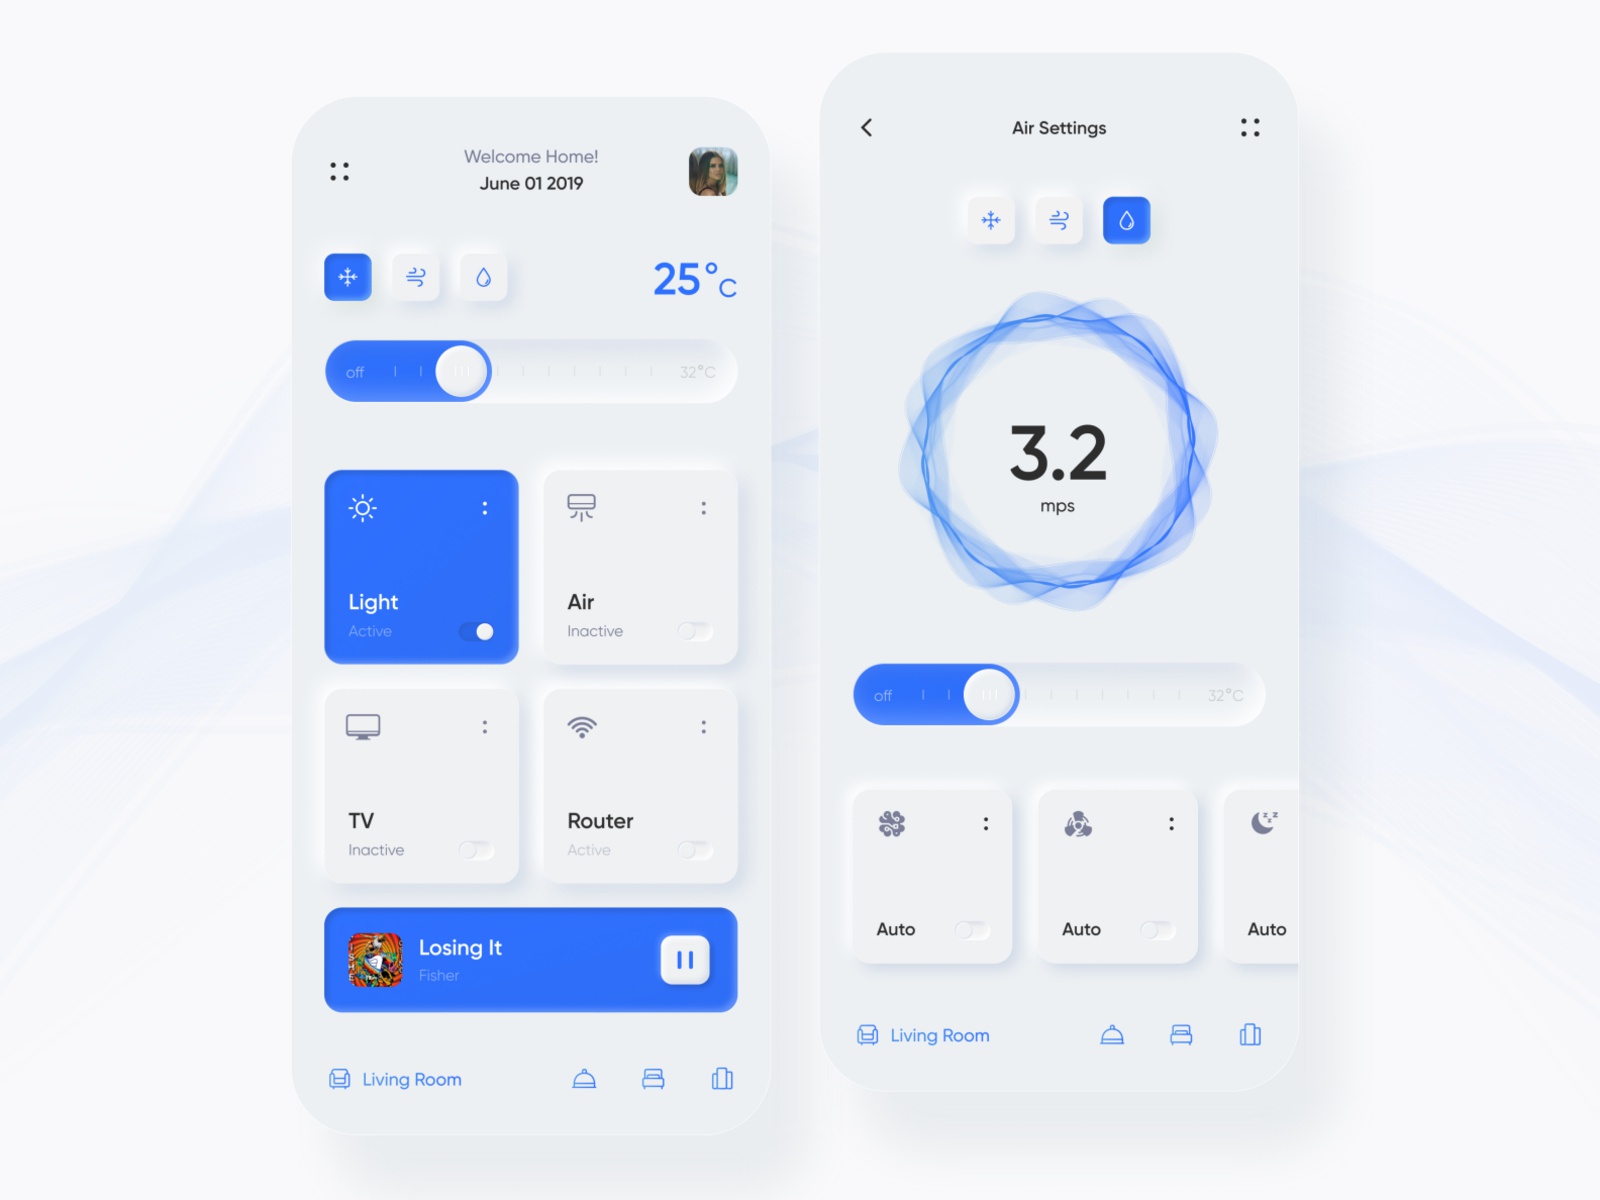 Welcome Home!
June 01 2019
25°C
off
32°C
Light
Active
Air
Inactive
TV
Inactive
Router
Active
Losing It
Fisher
Living Room
Air Settings
3.2
mps
off
32°C
Auto
Auto
Auto
Living Room